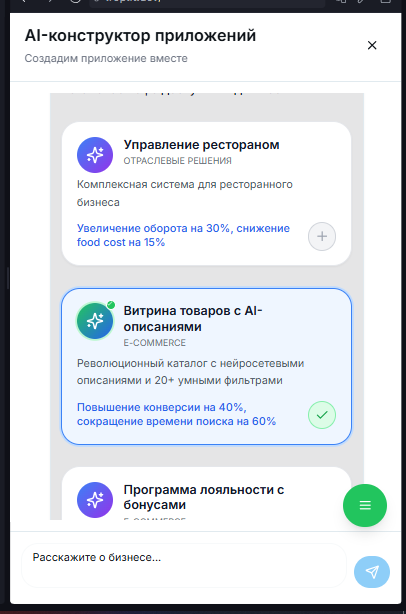 AI-конструктор приложений
Создадим приложение вместе
Управление рестораном
ОТРАСЛЕВЫЕ РЕШЕНИЯ
Комплексная система для ресторанного
бизнеса
Увеличение оборота на 30%, снижение
food cost на 15%
Витрина товаров с AI-
описаниями
E-COMMERCE
Революционный каталог с нейросетевыми
описаниями и 20+ умными фильтрами
Повышение конверсии на 40%,
сокращение времени поиска на 60%
Программа лояльности с
бонусами
E-COMMERCE
Расскажите о бизнесе...